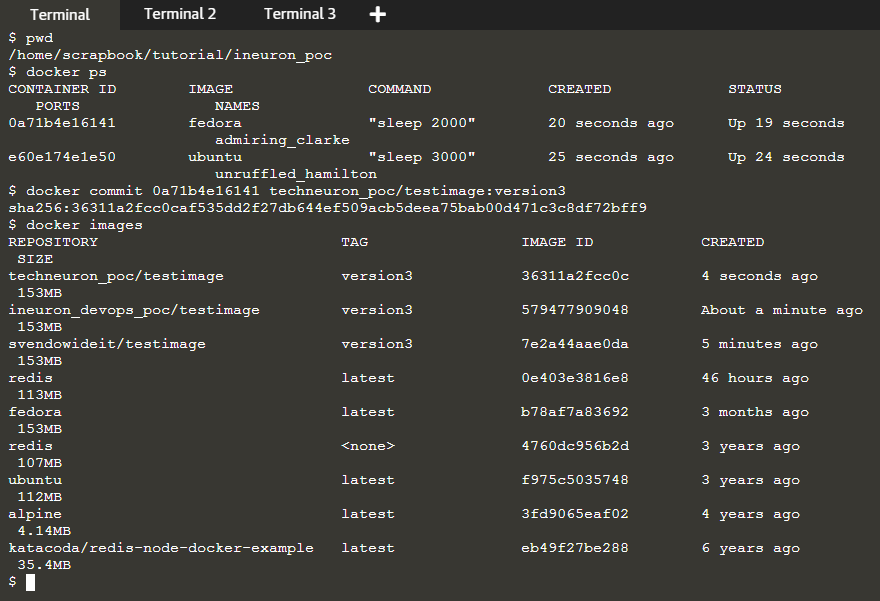 Terminal Terminal 2 Terminal 3 +
$ pwd
/home/scrapbook/tutorial/ineuron_poc
$ docker ps
CONTAINER ID        IMAGE               COMMAND             CREATED             STATUS
   PORTS               NAMES
0a71b4e16141        fedora              "sleep 2000"        20 seconds ago      Up 19 seconds
                       admiring_clarke
e60e174e1e50        ubuntu              "sleep 3000"        25 seconds ago      Up 24 seconds
                       unruffled_hamilton
$ docker commit 0a71b4e16141 techneuron_poc/testimage:version3
sha256:36311a2fcc0caf535dd2f27db644ef509acb5deea75bab00d471c3c8df72bff9
$ docker images
REPOSITORY                           TAG                 IMAGE ID            CREATED
 SIZE
techneuron_poc/testimage             version3            36311a2fcc0c        4 seconds ago
 153MB
ineuron_devops_poc/testimage         version3            579477909048        About a minute ago
 153MB
svendowideit/testimage               version3            7e2a44aae0da        5 minutes ago
 153MB
redis                                latest              0e403e3816e8        46 hours ago
 113MB
fedora                               latest              b78af7a83692        3 months ago
 153MB
redis                                <none>              4760dc956b2d        3 years ago
 107MB
ubuntu                               latest              f975c5035748        3 years ago
 112MB
alpine                               latest              3fd9065eaf02        4 years ago
 4.14MB
katacoda/redis-node-docker-example   latest              eb49f27be288        6 years ago
 35.4MB
$